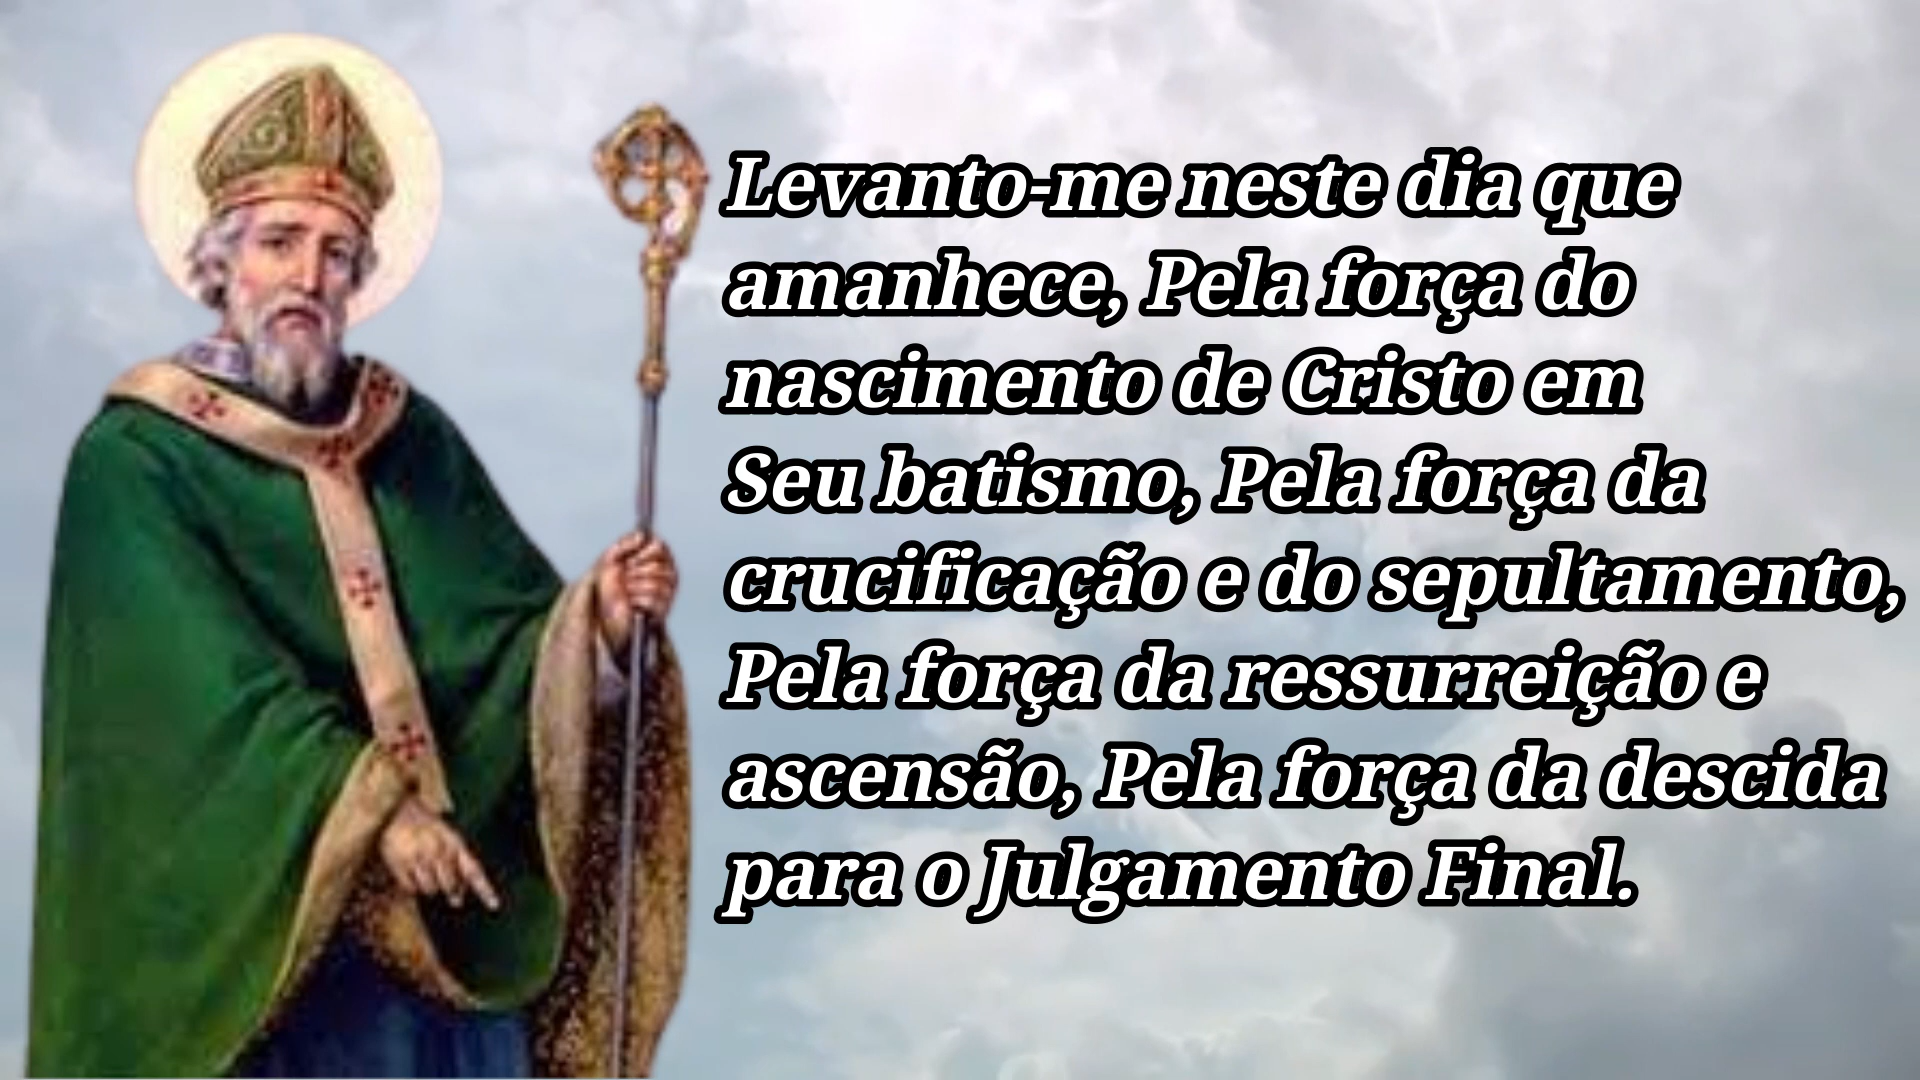 Levanto-me neste dia que
amanhece, Pela força do
nascimento de Cristo em
Seu batismo, Pela força da
crucificação e do sepultamento,
Pela força da ressurreição e
ascensão, Pela força da descida
para o Julgamento Final.